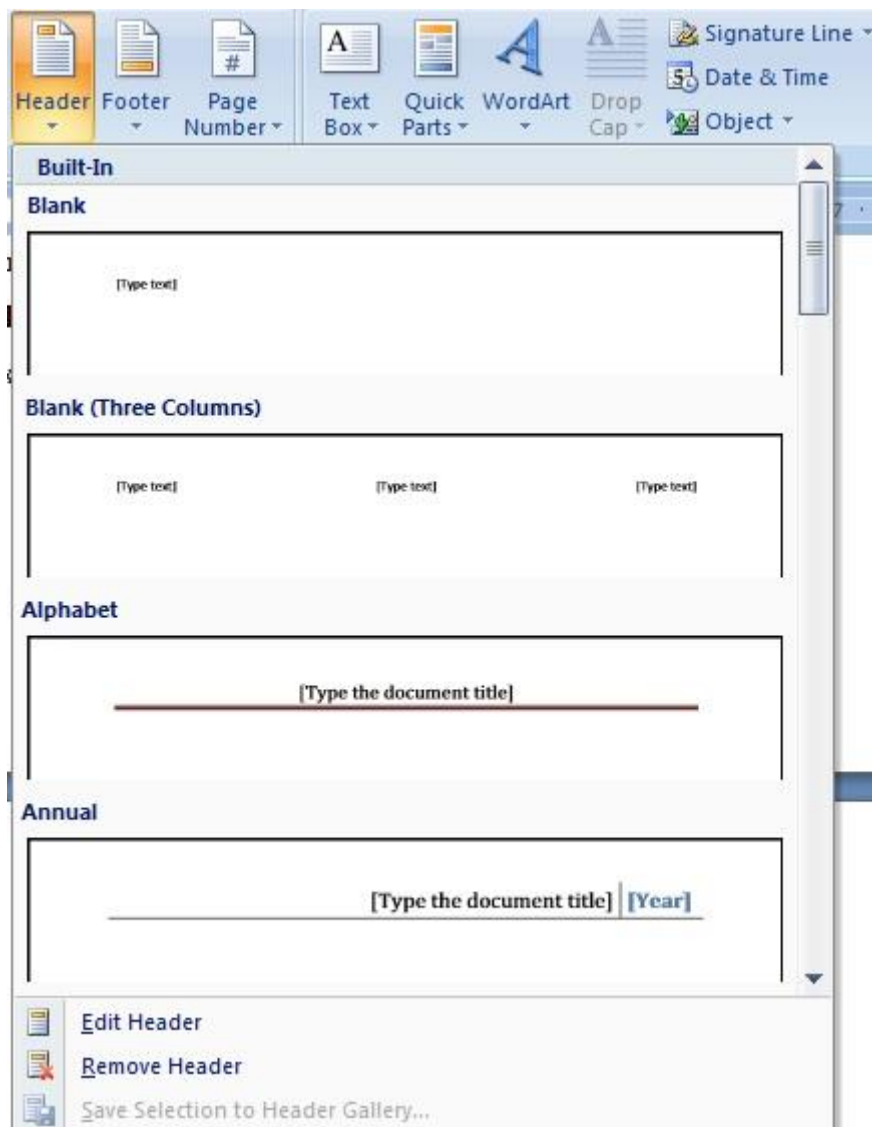 Header Footer Page Number Text Box Quick Parts WordArt Drop Cap Signature Line
Date & Time
Object
Built-In
Blank
[Type text]
Blank (Three Columns)
[Type text] [Type text] [Type text]
Alphabet
[Type the document title]
Annual
[Type the document title] [Year]
Edit Header
Remove Header
Save Selection to Header Gallery...